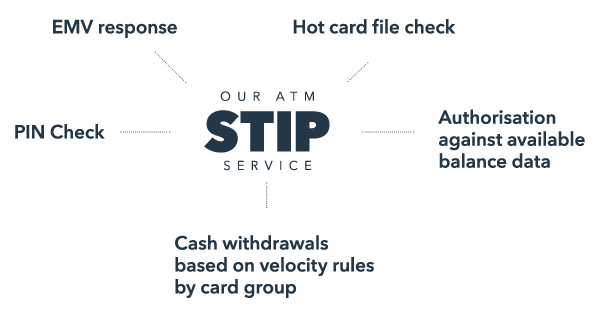 EMV response
Hot card file check
OUR ATM
STIP
SERVICE
PIN Check
Authorisation
against available
balance data
Cash withdrawals
based on velocity rules
by card group